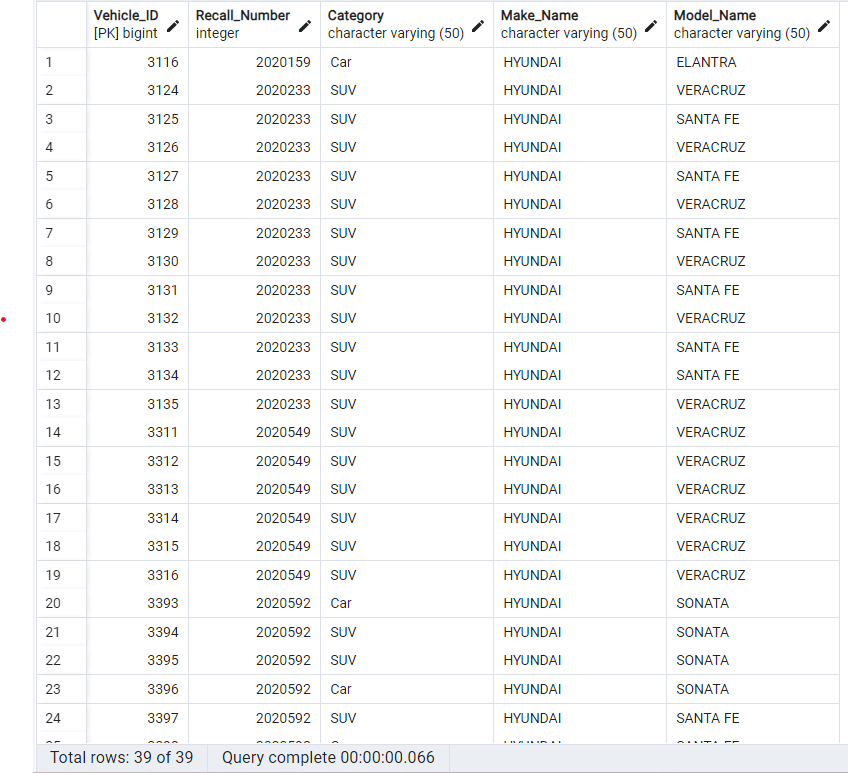 Vehicle_ID Recall_Number Category Make_Name Model_Name
[PK] bigint integer character varying (50) character varying (50) character varying (50)
1 3116 2020159 Car HYUNDAI ELANTRA
2 3124 2020233 SUV HYUNDAI VERACRUZ
3 3125 2020233 SUV HYUNDAI SANTA FE
4 3126 2020233 SUV HYUNDAI VERACRUZ
5 3127 2020233 SUV HYUNDAI SANTA FE
6 3128 2020233 SUV HYUNDAI VERACRUZ
7 3129 2020233 SUV HYUNDAI SANTA FE
8 3130 2020233 SUV HYUNDAI VERACRUZ
9 3131 2020233 SUV HYUNDAI SANTA FE
10 3132 2020233 SUV HYUNDAI VERACRUZ
11 3133 2020233 SUV HYUNDAI SANTA FE
12 3134 2020233 SUV HYUNDAI SANTA FE
13 3135 2020233 SUV HYUNDAI VERACRUZ
14 3311 2020549 SUV HYUNDAI VERACRUZ
15 3312 2020549 SUV HYUNDAI VERACRUZ
16 3313 2020549 SUV HYUNDAI VERACRUZ
17 3314 2020549 SUV HYUNDAI VERACRUZ
18 3315 2020549 SUV HYUNDAI VERACRUZ
19 3316 2020549 SUV HYUNDAI VERACRUZ
20 3393 2020592 Car HYUNDAI SONATA
21 3394 2020592 SUV HYUNDAI SONATA
22 3395 2020592 SUV HYUNDAI SONATA
23 3396 2020592 Car HYUNDAI SONATA
24 3397 2020592 SUV HYUNDAI SANTA FE
Total rows: 39 of 39 Query complete 00:00:00.066